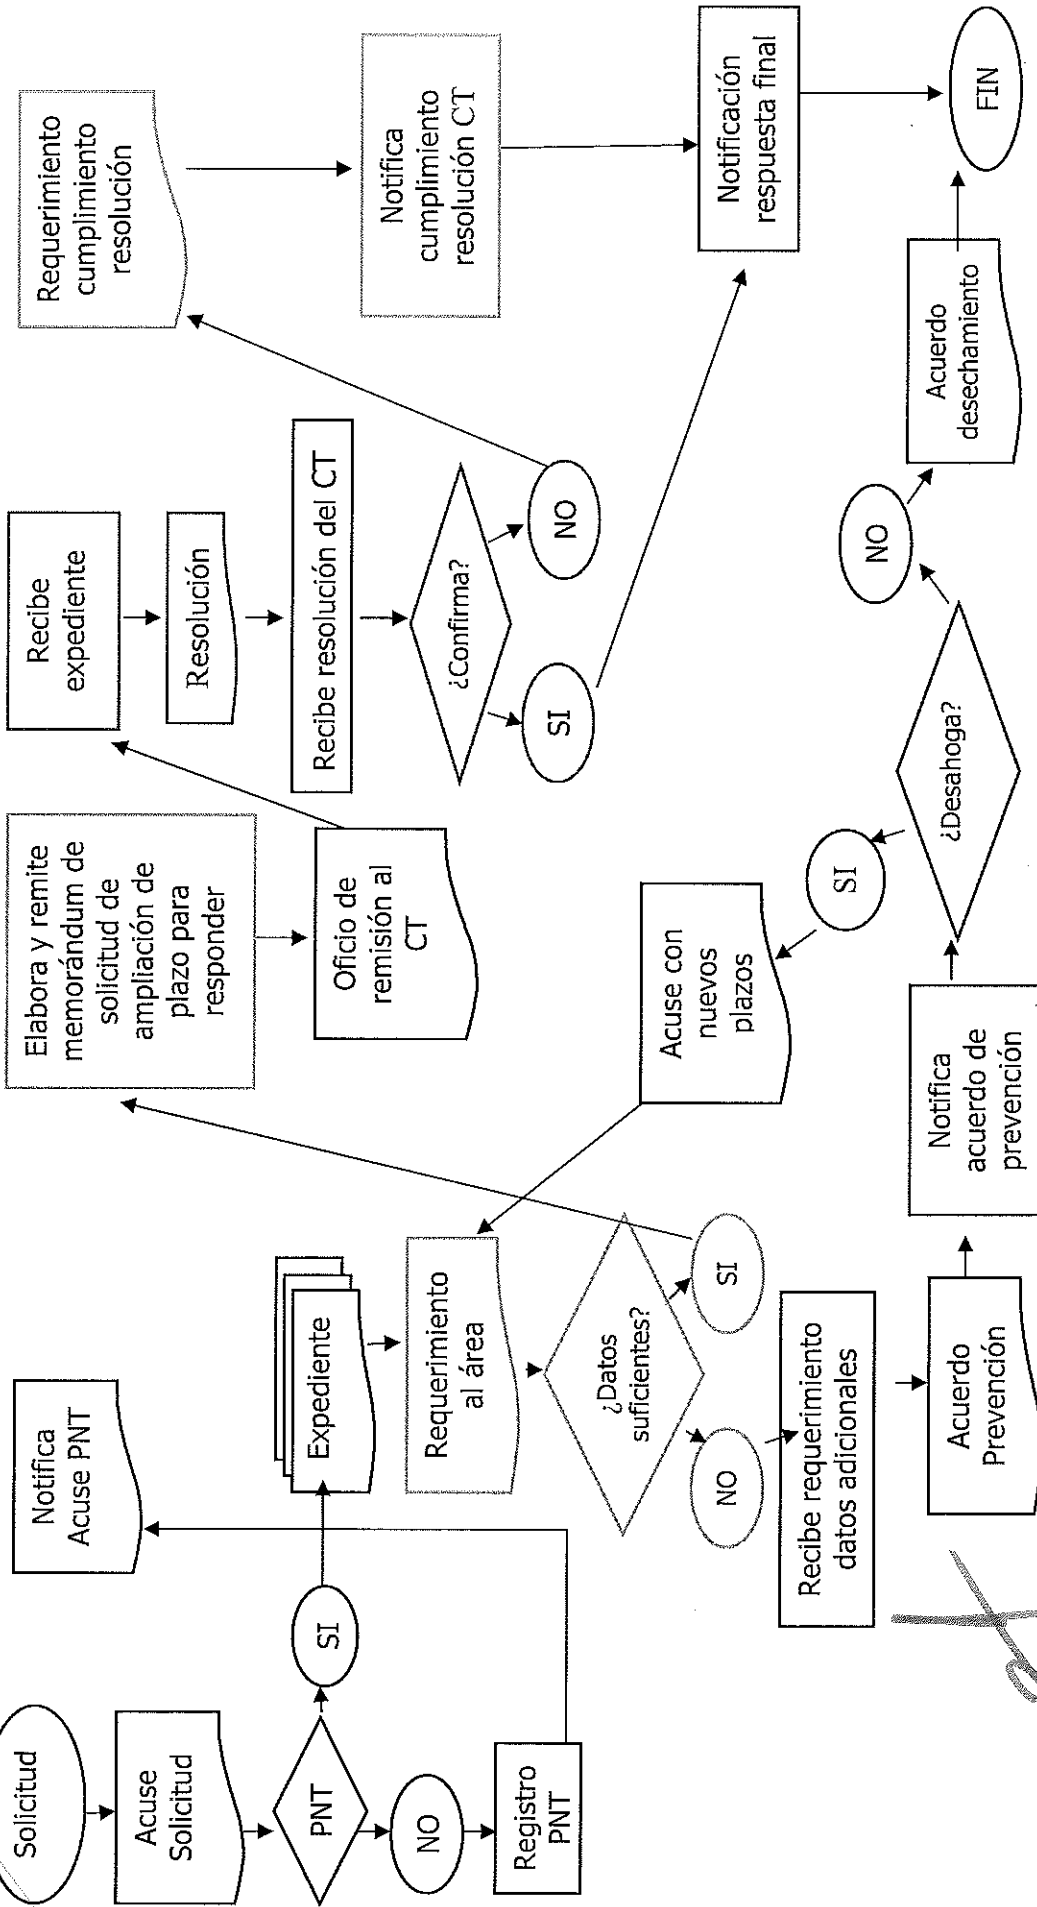 Solicitud
Acuse
Solicitud
PNT
NO
Registro
PNT
SI
Notifica
Acuse PNT
Expediente
Requerimiento
al área
¿Datos
suficientes?
NO
SI
Recibe requerimiento
datos adicionales
Acuerdo
Prevención
Notifica
acuerdo de
prevención
¿Desahoga?
SI
NO
Acuse con
nuevos
plazos
Acuerdo
desechamiento
Elabora y remite
memorándum de
solicitud de
ampliación de
plazo para
responder
Oficio de
remisión al
CT
Recibe
expediente
Resolución
Recibe resolución del CT
¿Confirma?
SI
NO
Requerimiento
cumplimiento
resolución
Notifica
cumplimiento
resolución CT
Notificación
respuesta final
FIN